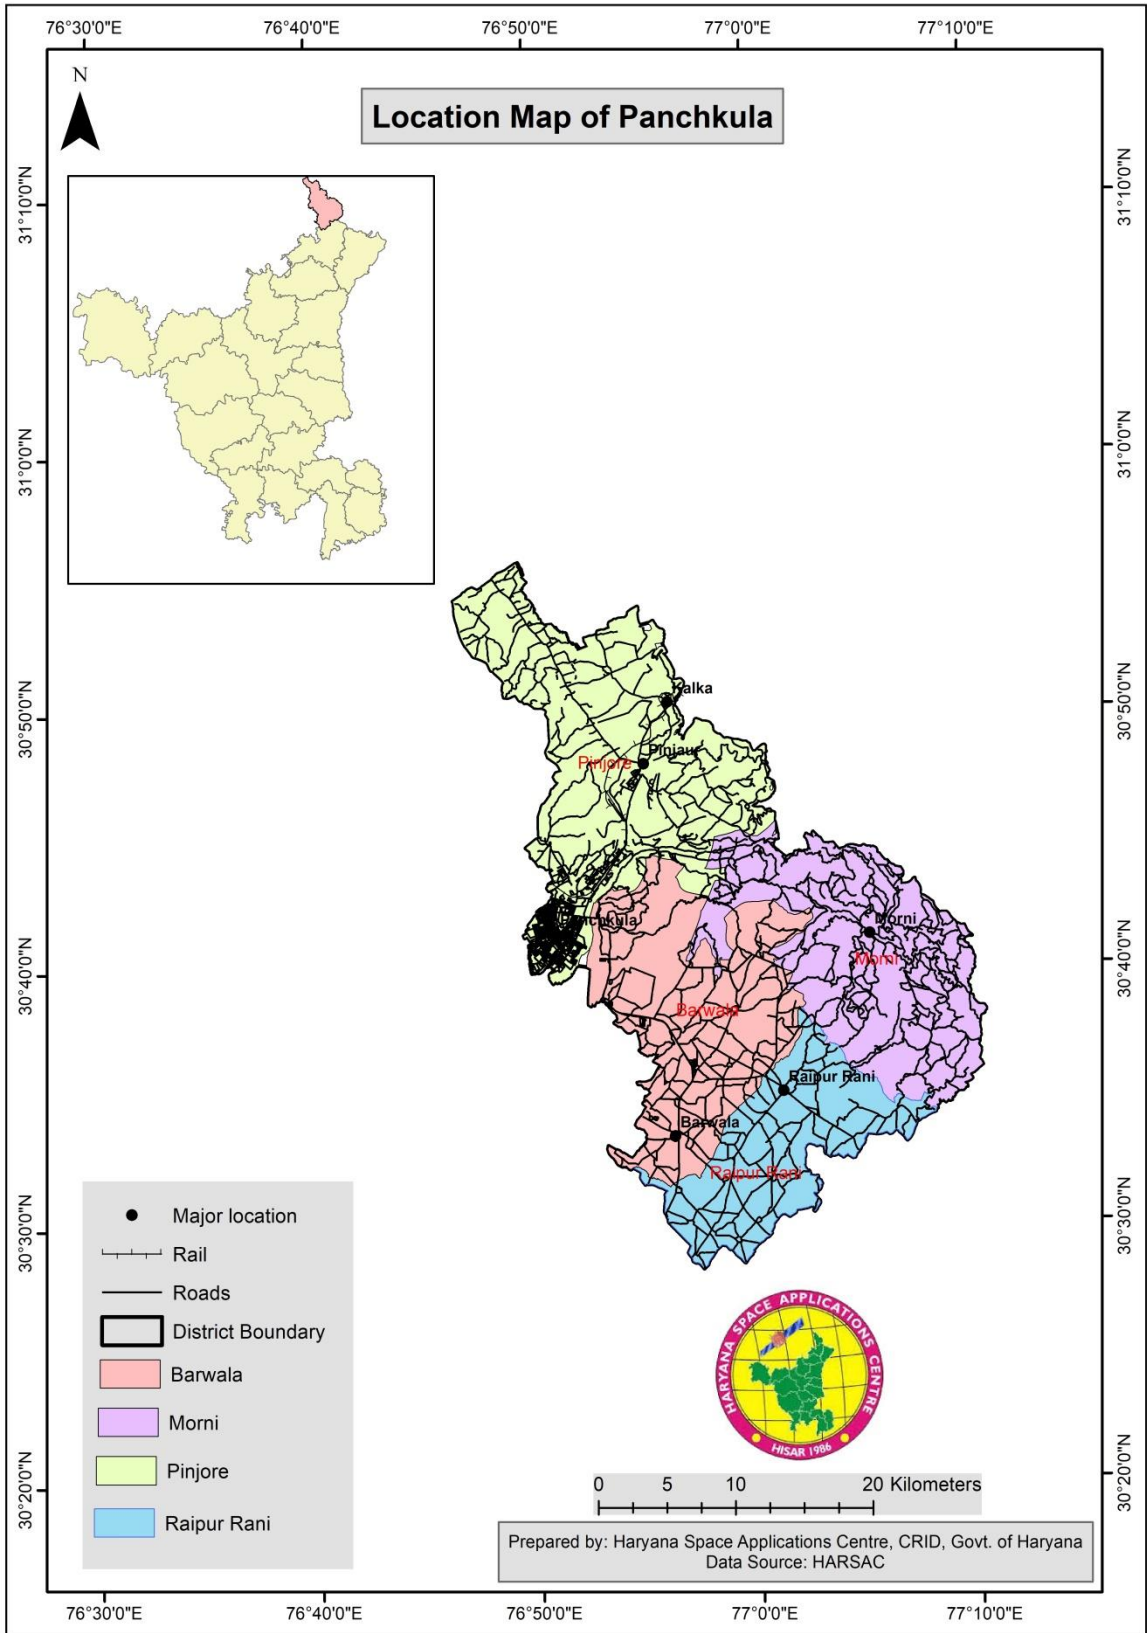 76°30'0"E 76°40'0"E 76°50'0"E 77°0'0"E 77°10'0"E
N
Location Map of Panchkula
31°10'0"N
31°10'0"N
31°0'0"N
31°0'0"N
30°50'0"N
30°50'0"N
30°40'0"N
30°40'0"N
30°30'0"N
30°30'0"N
30°20'0"N
30°20'0"N
Kalka
Pinjaur
Pinjore
Panchkula
Morni
Morni
Barwala
Raipur Rani
Barwala
Raipur Rani
Major location
Rail
Roads
District Boundary
Barwala
Morni
Pinjore
Raipur Rani
HARYANA SPACE APPLICATIONS CENTRE
HISAR 1986
0 5 10 20 Kilometers
Prepared by: Haryana Space Applications Centre, CRID, Govt. of Haryana
Data Source: HARSAC
76°30'0"E 76°40'0"E 76°50'0"E 77°0'0"E 77°10'0"E